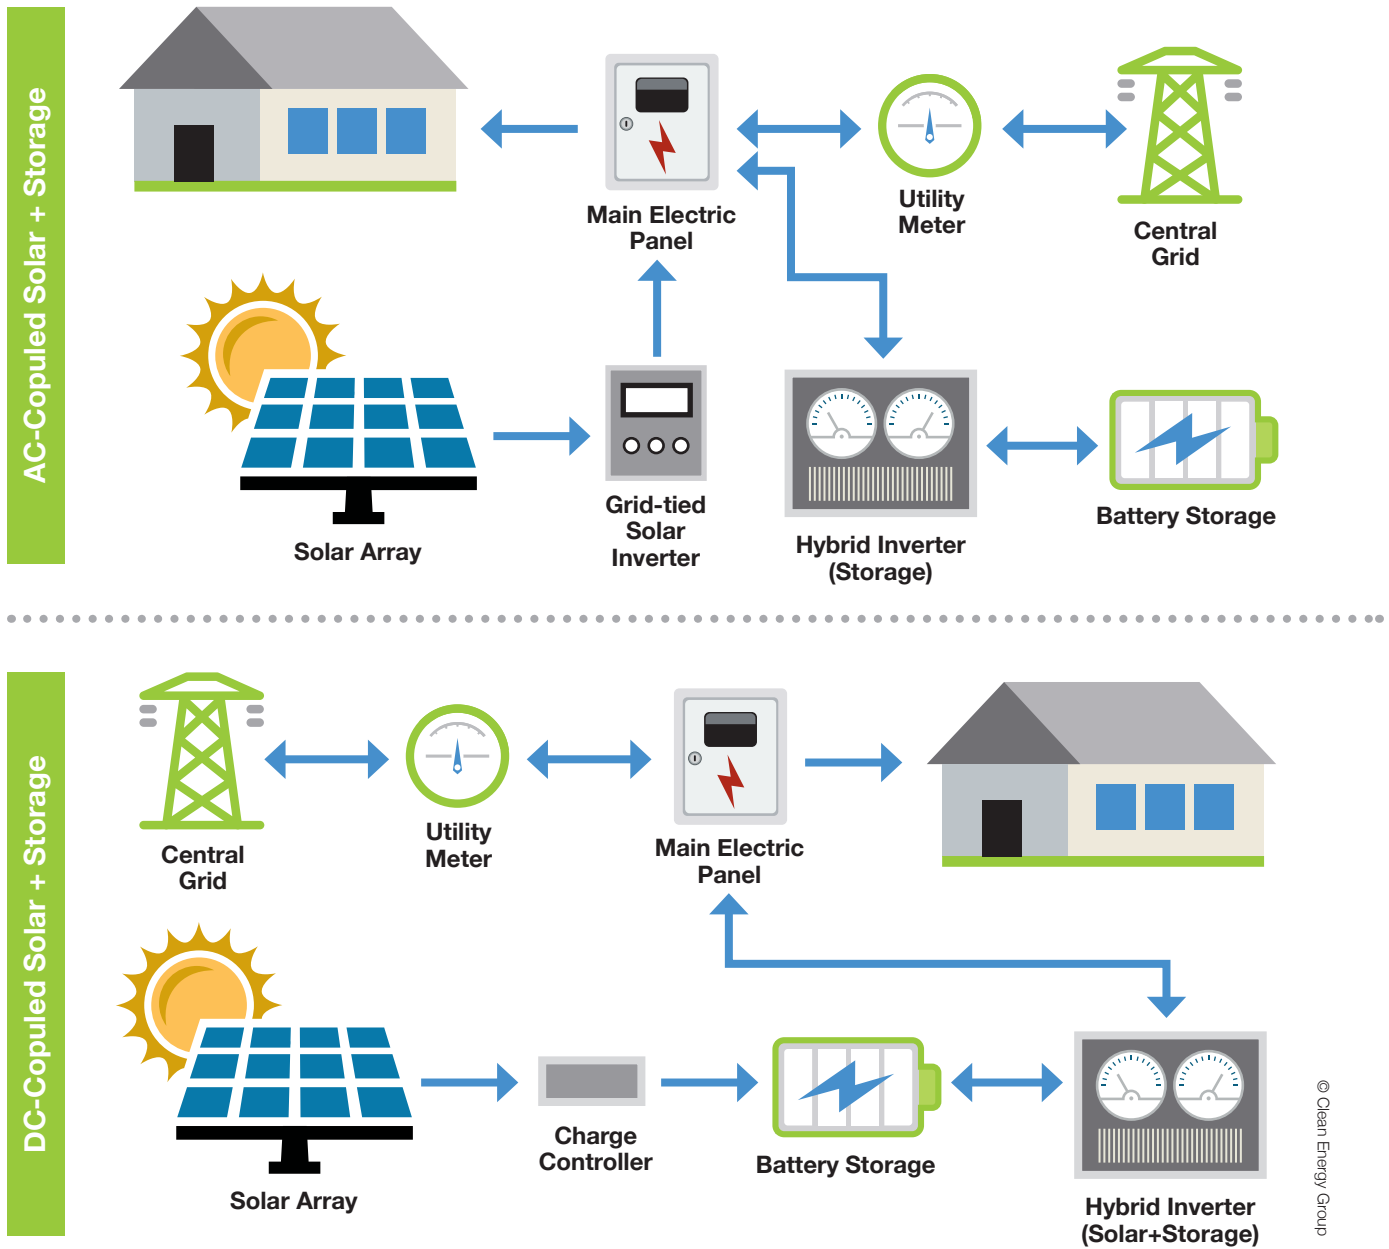 AC-Copuled Solar + Storage
Main Electric
Panel
Utility
Meter
Central
Grid
Solar Array
Grid-tied
Solar
Inverter
Hybrid Inverter
(Storage)
Battery Storage
DC-Copuled Solar + Storage
Central
Grid
Utility
Meter
Main Electric
Panel
Solar Array
Charge
Controller
Battery Storage
Hybrid Inverter
(Solar+Storage)
© Clean Energy Group